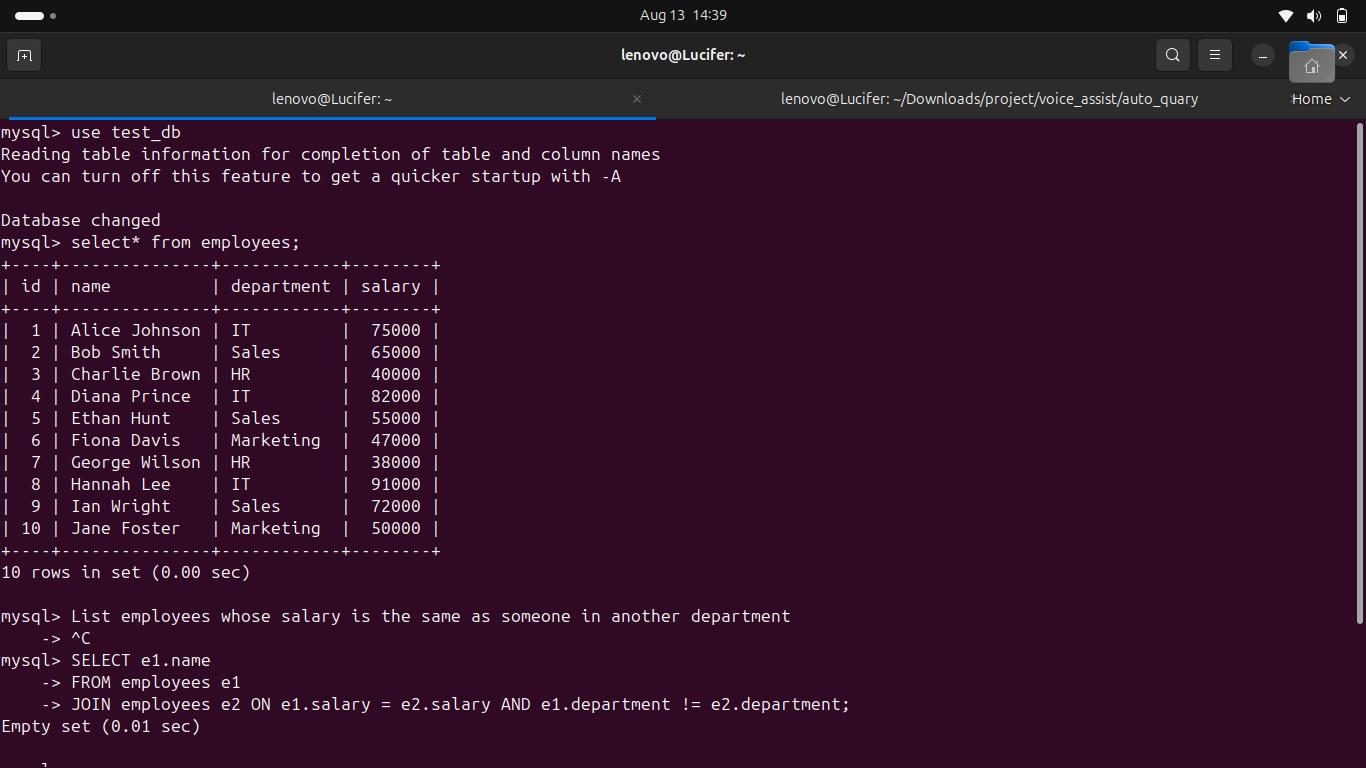 Aug 13 14:39
lenovo@Lucifer: ~
lenovo@Lucifer: ~
lenovo@Lucifer: ~/Downloads/project/voice_assist/auto_quary
Home
mysql> use test_db
Reading table information for completion of table and column names
You can turn off this feature to get a quicker startup with -A
Database changed
mysql> select* from employees;
+----+---------------+------------+--------+
| id | name          | department | salary |
+----+---------------+------------+--------+
|  1 | Alice Johnson | IT         |  75000 |
|  2 | Bob Smith     | Sales      |  65000 |
|  3 | Charlie Brown | HR         |  40000 |
|  4 | Diana Prince  | IT         |  82000 |
|  5 | Ethan Hunt    | Sales      |  55000 |
|  6 | Fiona Davis   | Marketing  |  47000 |
|  7 | George Wilson | HR         |  38000 |
|  8 | Hannah Lee    | IT         |  91000 |
|  9 | Ian Wright    | Sales      |  72000 |
| 10 | Jane Foster   | Marketing  |  50000 |
+----+---------------+------------+--------+
10 rows in set (0.00 sec)
mysql> List employees whose salary is the same as someone in another department
    -> ^C
mysql> SELECT e1.name
    -> FROM employees e1
    -> JOIN employees e2 ON e1.salary = e2.salary AND e1.department != e2.department;
Empty set (0.01 sec)